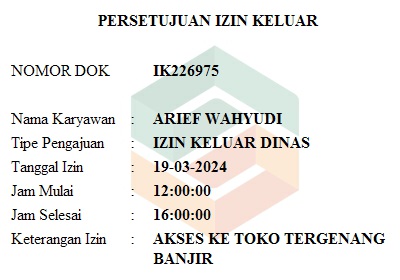 PERSETUJUAN IZIN KELUAR
NOMOR DOK IK226975
Nama Karyawan : ARIEF WAHYUDI
Tipe Pengajuan : IZIN KELUAR DINAS
Tanggal Izin : 19-03-2024
Jam Mulai : 12:00:00
Jam Selesai : 16:00:00
Keterangan Izin : AKSES KE TOKO TERGENANG
BANJIR